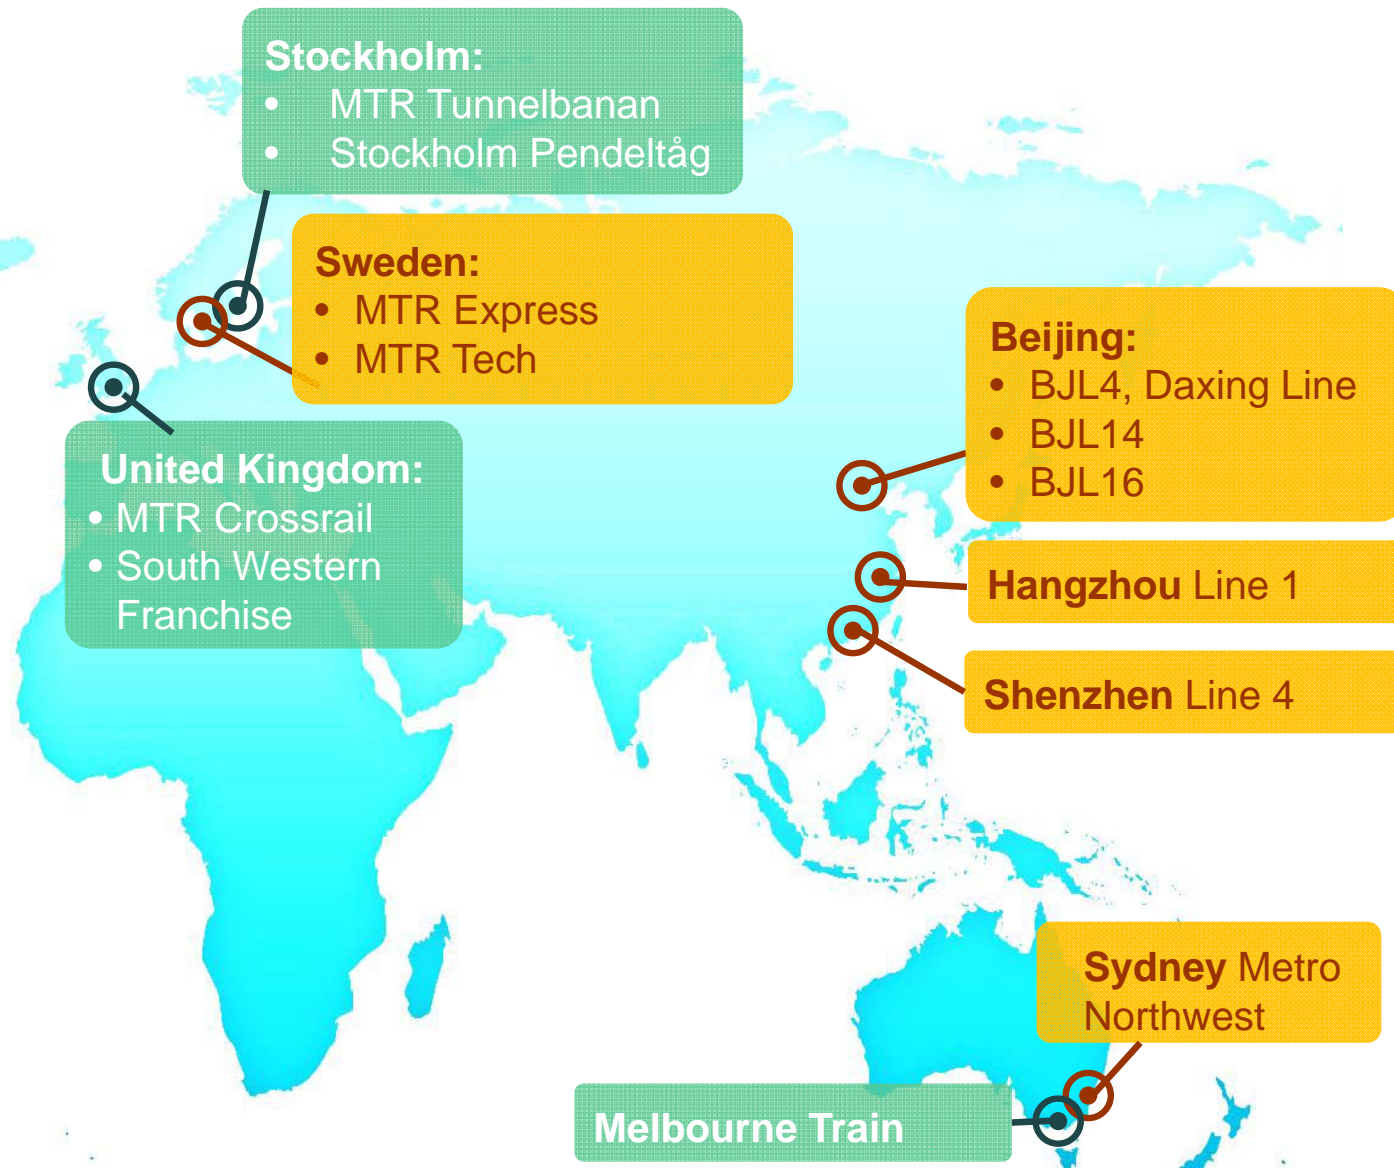 Stockholm:
• MTR Tunnelbanan
• Stockholm Pendeltåg
Sweden:
• MTR Express
• MTR Tech
United Kingdom:
• MTR Crossrail
• South Western
Franchise
Beijing:
• BJL4, Daxing Line
• BJL14
• BJL16
Hangzhou Line 1
Shenzhen Line 4
Sydney Metro
Northwest
Melbourne Train